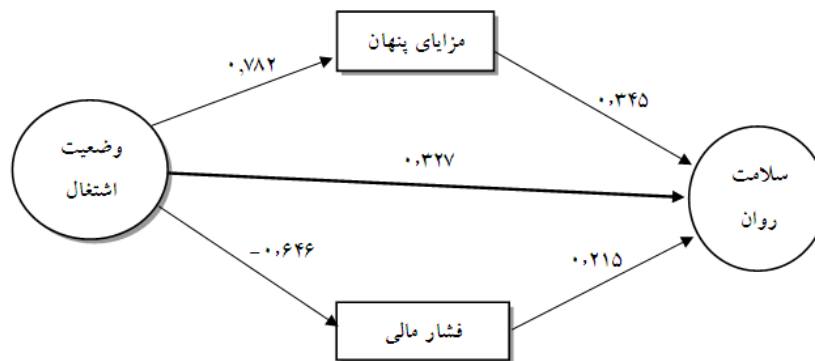 مزایای پنهان
۰٫۷۸۲
۰٫۳۴۵
وضعیت
اشتغال
۰٫۳۲۷
سلامت
روان
-۰٫۶۴۶
۰٫۲۱۵
فشار مالی